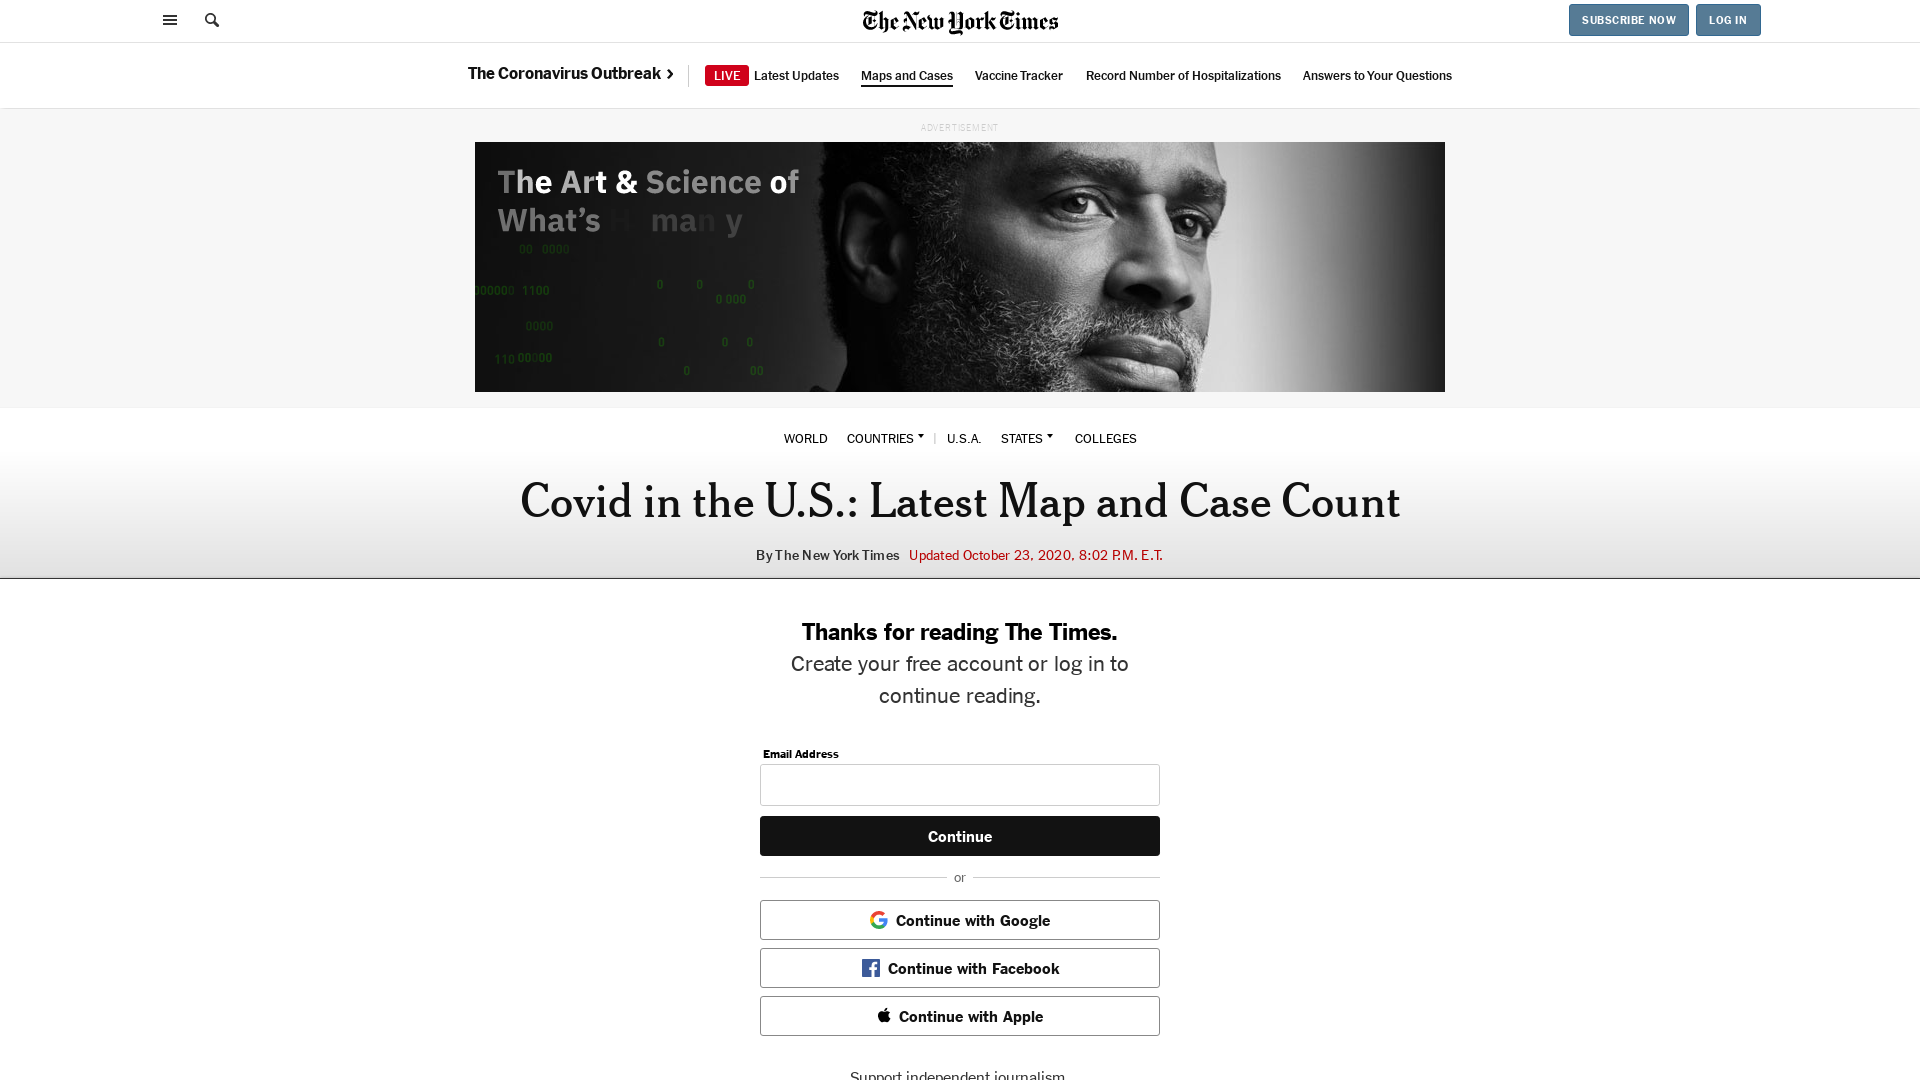 The New York Times
SUBSCRIBE NOW
LOG IN
The Coronavirus Outbreak
LIVE Latest Updates
Maps and Cases
Vaccine Tracker
Record Number of Hospitalizations
Answers to Your Questions
ADVERTISEMENT
The Art & Science of
What's H man y
00 0000
000000 1100
0 0 0
0 000
0000
0 0 0
110 00000
0 00
WORLD COUNTRIES | U.S.A. STATES COLLEGES
Covid in the U.S.: Latest Map and Case Count
By The New York Times Updated October 23, 2020, 8:02 P.M. E.T.
Thanks for reading The Times.
Create your free account or log in to
continue reading.
Email Address
Continue
or
Continue with Google
Continue with Facebook
Continue with Apple
Support independent journalism